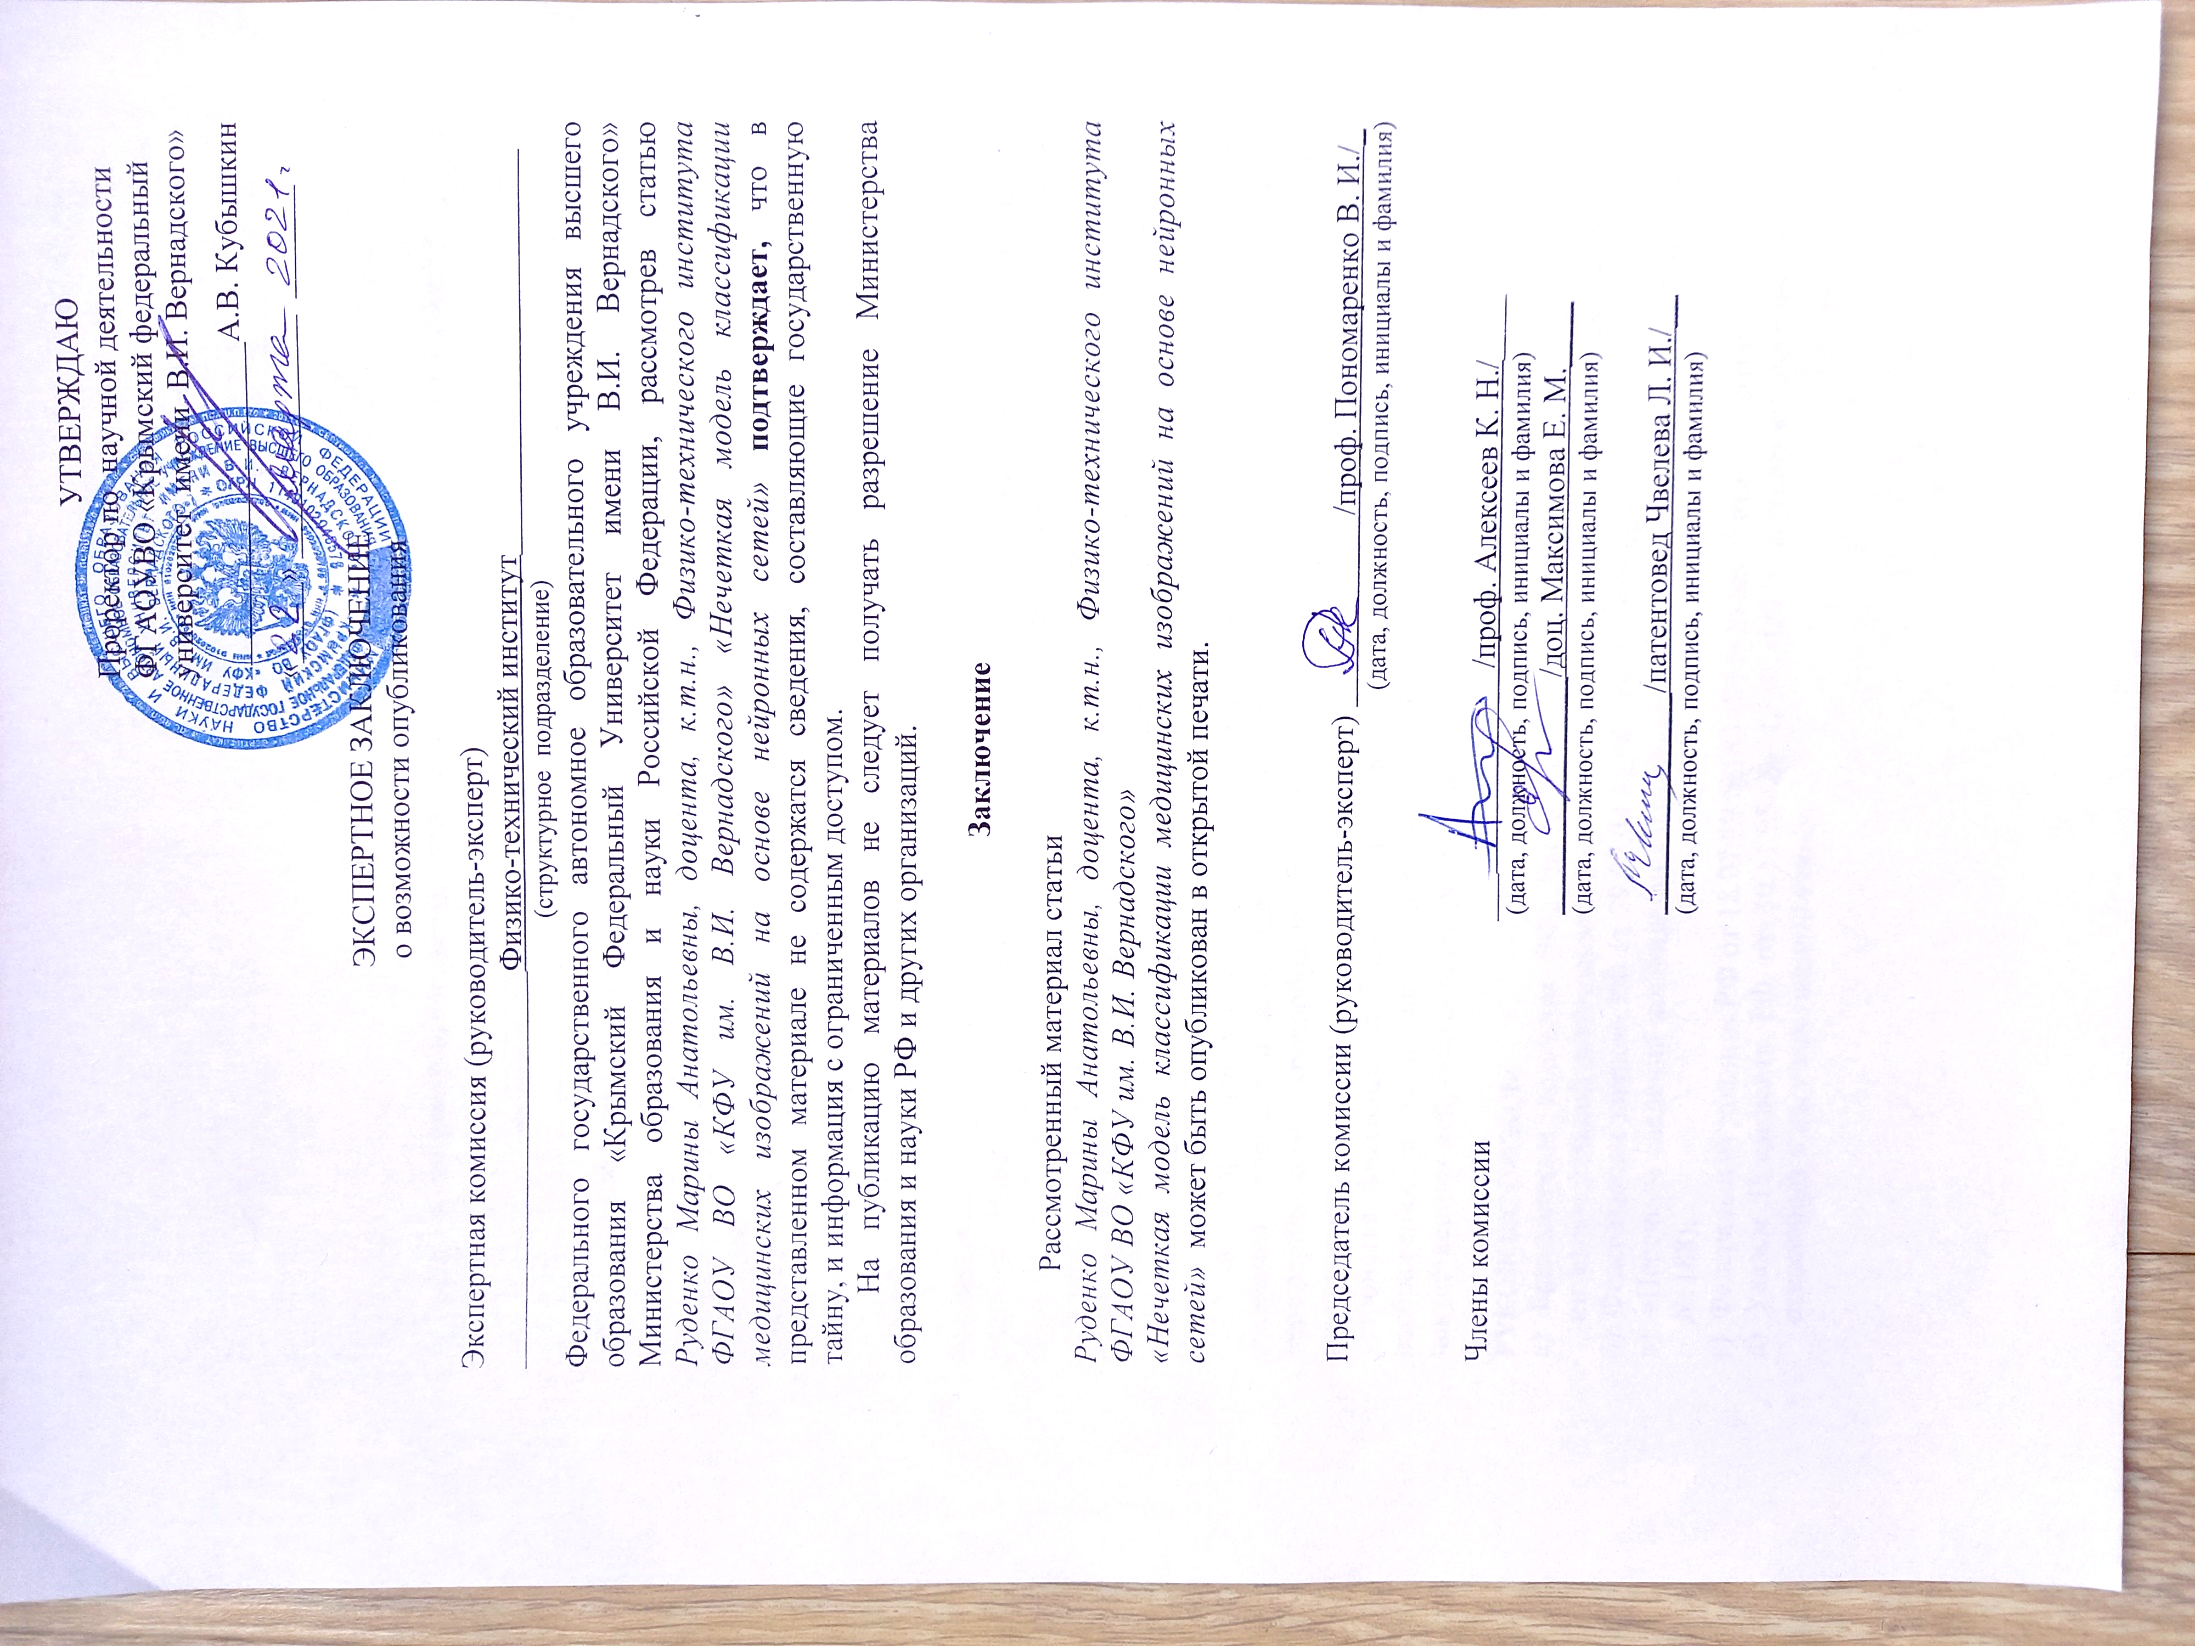 УТВЕРЖДАЮ
Проректор по научной деятельности
ФГАОУВО «Крымский федеральный
университет имени В.И. Вернадского»
А.В. Кубышкин
2021 г.
ЭКСПЕРТНОЕ ЗАКЛЮЧЕНИЕ
о возможности опубликования
Экспертная комиссия (руководитель-эксперт)
Физико-технический институт
(структурное подразделение)
Федерального государственного автономное образовательного учреждения высшего
образования «Крымский Федеральный Университет имени В.И. Вернадского»
Министерства образования и науки Российской Федерации, рассмотрев статью
Руденко Марины Анатольевны, доцента, к.т.н., Физико-технического института
ФГАОУ ВО «КФУ им. В.И. Вернадского» «Нечеткая модель классификации
медицинских изображений на основе нейронных сетей» подтверждает, что в
представленном материале не содержатся сведения, составляющие государственную
тайну, и информация с ограниченным доступом.
На публикацию материалов не следует получать разрешение Министерства
образования и науки РФ и других организаций.
Заключение
Рассмотренный материал статьи
Руденко Марины Анатольевны, доцента, к.т.н., Физико-технического института
ФГАОУ ВО «КФУ им. В.И. Вернадского»
«Нечеткая модель классификации медицинских изображений на основе нейронных
сетей» может быть опубликован в открытой печати.
Председатель комиссии (руководитель-эксперт) /проф. Пономаренко В. И./
(дата, должность, подпись, инициалы и фамилия)
Члены комиссии /проф. Алексеев К. Н./
(дата, должность, подпись, инициалы и фамилия)
/доц. Максимова Е. М.
(дата, должность, подпись, инициалы и фамилия)
/патентовед Чвелева Л. И./
(дата, должность, подпись, инициалы и фамилия)